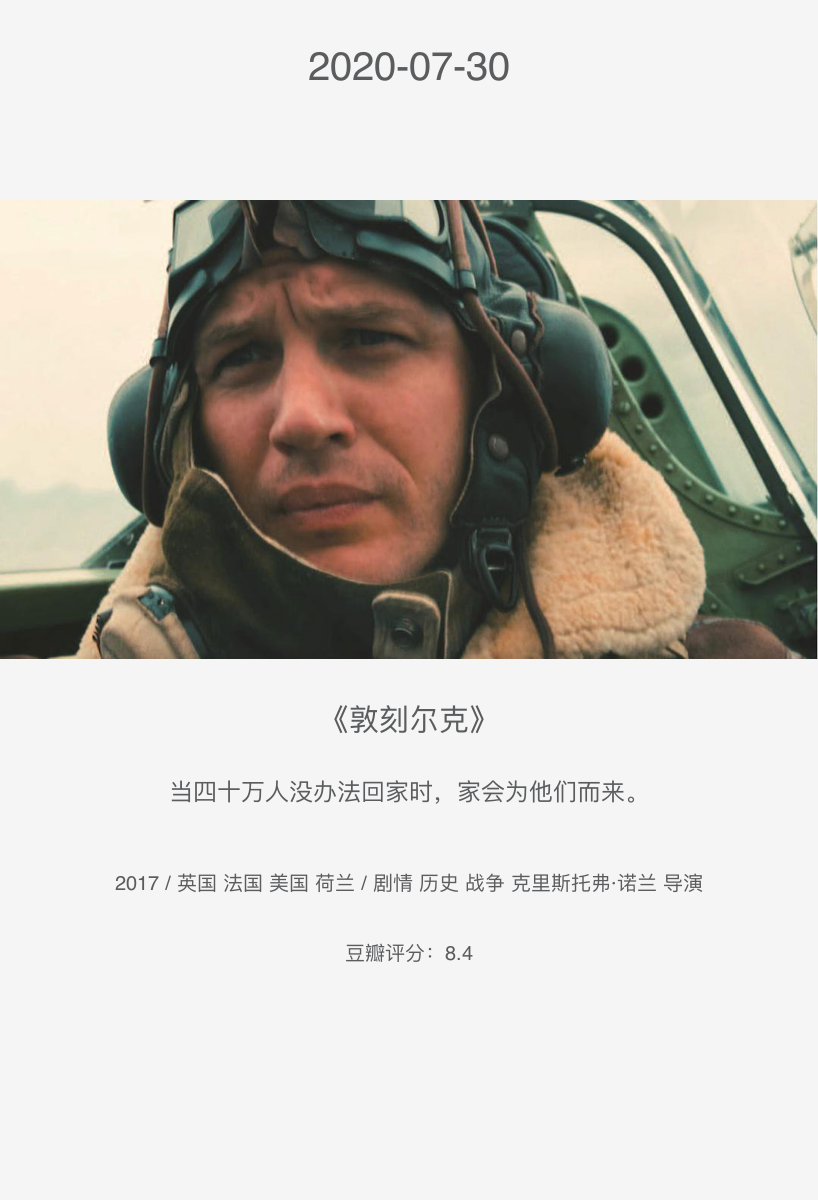 2020-07-30
《敦刻尔克》
当四十万人没办法回家时，家会为他们而来。
2017 / 英国 法国 美国 荷兰 / 剧情 历史 战争 克里斯托弗·诺兰 导演
豆瓣评分：8.4